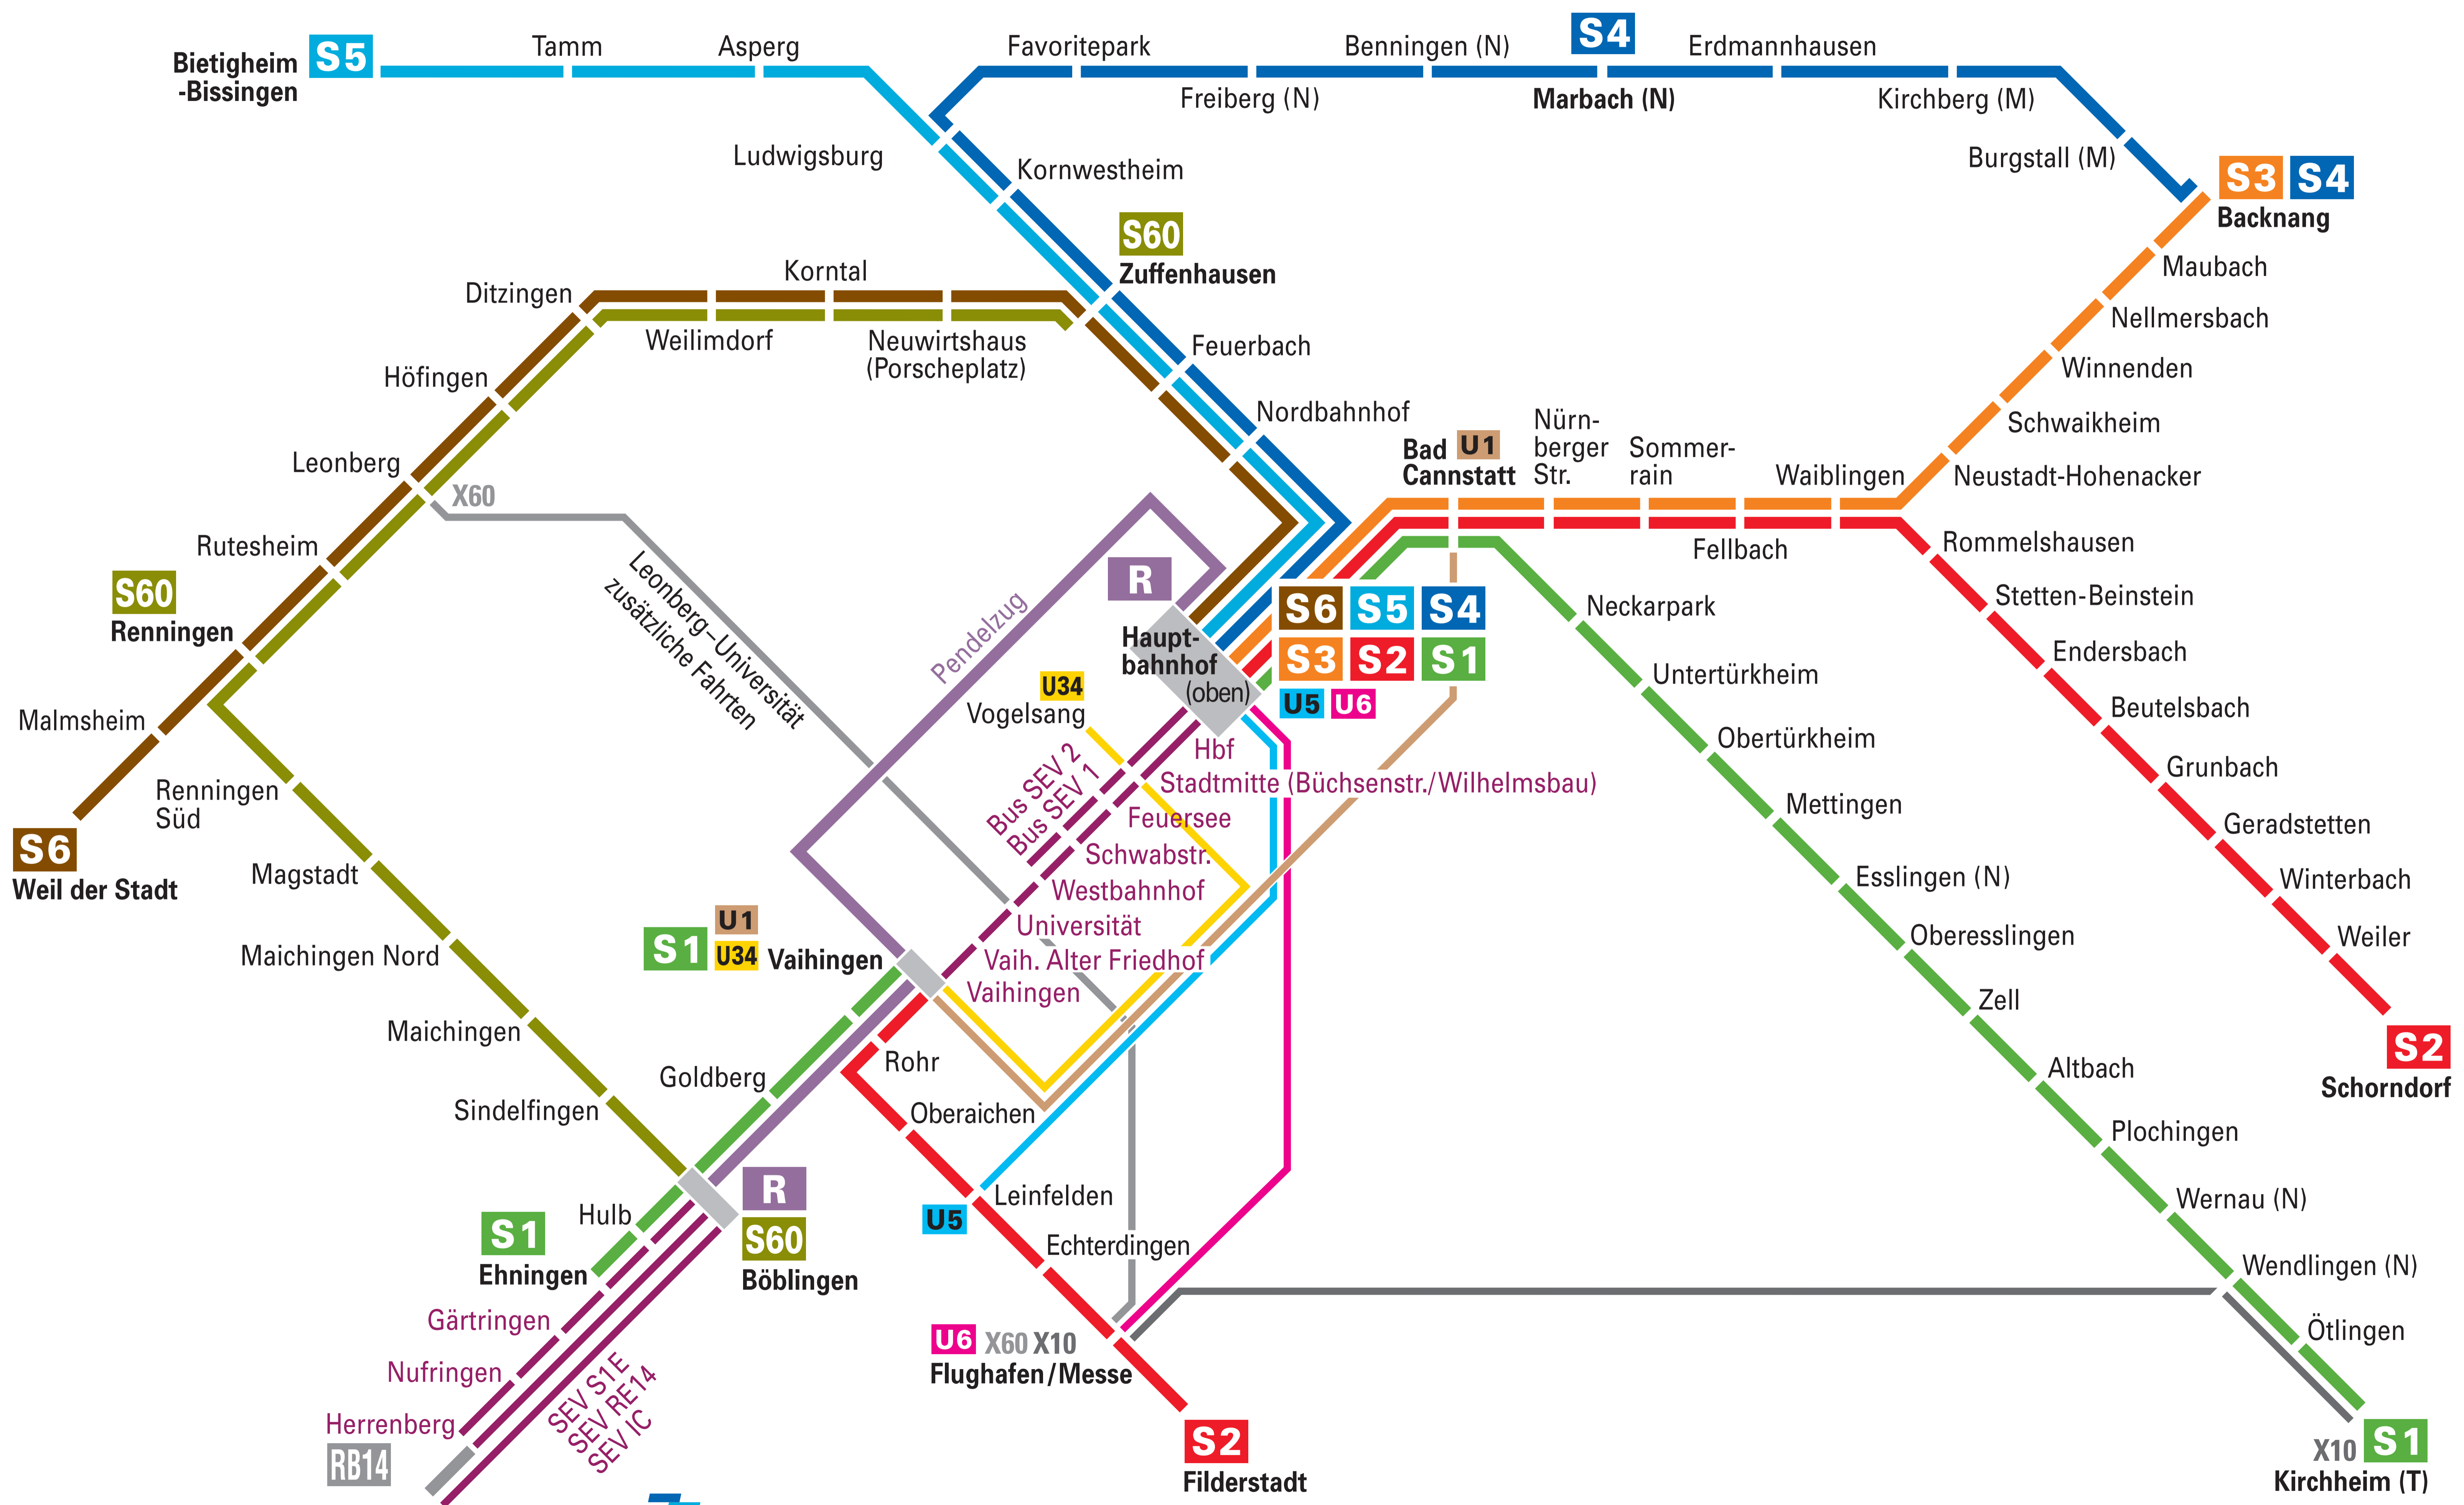 Bietigheim
-Bissingen
S5
Tamm
Asperg
Favoritepark
Benningen (N)
S4
Erdmannhausen
Freiberg (N)
Marbach (N)
Kirchberg (M)
Ludwigsburg
Kornwestheim
Burgstall (M)
S3 S4
Backnang
S60
Zuffenhausen
Maubach
Ditzingen
Korntal
Weilimdorf
Neuwirtshaus
(Porscheplatz)
Feuerbach
Nellmersbach
Winnenden
Höfingen
Nordbahnhof
Schwaikheim
Leonberg
X60
Bad
Cannstatt
U1
Nürn-
berger
Str.
Sommer-
rain
Waiblingen
Neustadt-Hohenacker
Rutesheim
Fellbach
Rommelshausen
S60
Renningen
Leonberg–Universität
zusätzliche Fahrten
Pendelzug
R
Haupt-
bahnhof
(oben)
S6 S5 S4
S3 S2 S1
U5 U6
Neckarpark
Stetten-Beinstein
Endersbach
Malmsheim
U34
Vogelsang
Untertürkheim
Beutelsbach
Obertürkheim
Renningen
Süd
Hbf
Stadtmitte (Büchsenstr./Wilhelmsbau)
Bus SEV 2
Bus SEV 1
Feuersee
Schwabstr.
Westbahnhof
Universität
Vaih. Alter Friedhof
Vaihingen
Grunbach
Mettingen
Geradstetten
S6
Weil der Stadt
Magstadt
Esslingen (N)
Winterbach
U1
S1 U34 Vaihingen
Oberesslingen
Weiler
Maichingen Nord
Zell
Maichingen
Rohr
S2
Schorndorf
Goldberg
Altbach
Sindelfingen
Oberaichen
Plochingen
R
S60
Böblingen
Leinfelden
U5
Wernau (N)
Hulb
S1
Ehningen
Echterdingen
Wendlingen (N)
Gärtringen
Nufringen
Herrenberg
RB14
SEV S1E
SEV RE14
SEV IC
U6 X60 X10
Flughafen/Messe
Ötlingen
S2
Filderstadt
X10 S1
Kirchheim (T)